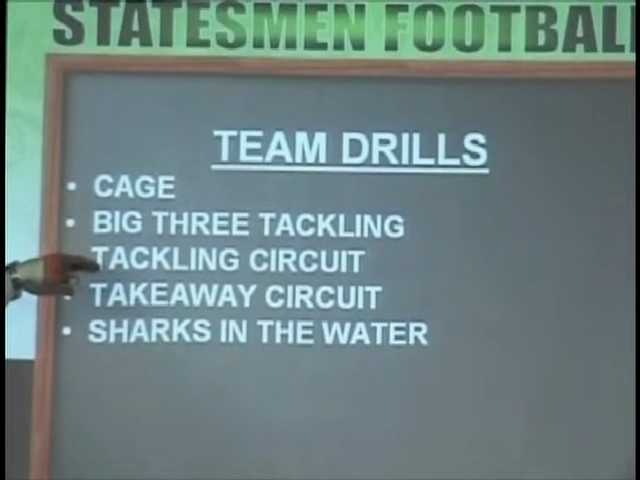 STATESMEN FOOTBALL
TEAM DRILLS
• CAGE
• BIG THREE TACKLING
TACKLING CIRCUIT
• TAKEAWAY CIRCUIT
• SHARKS IN THE WATER